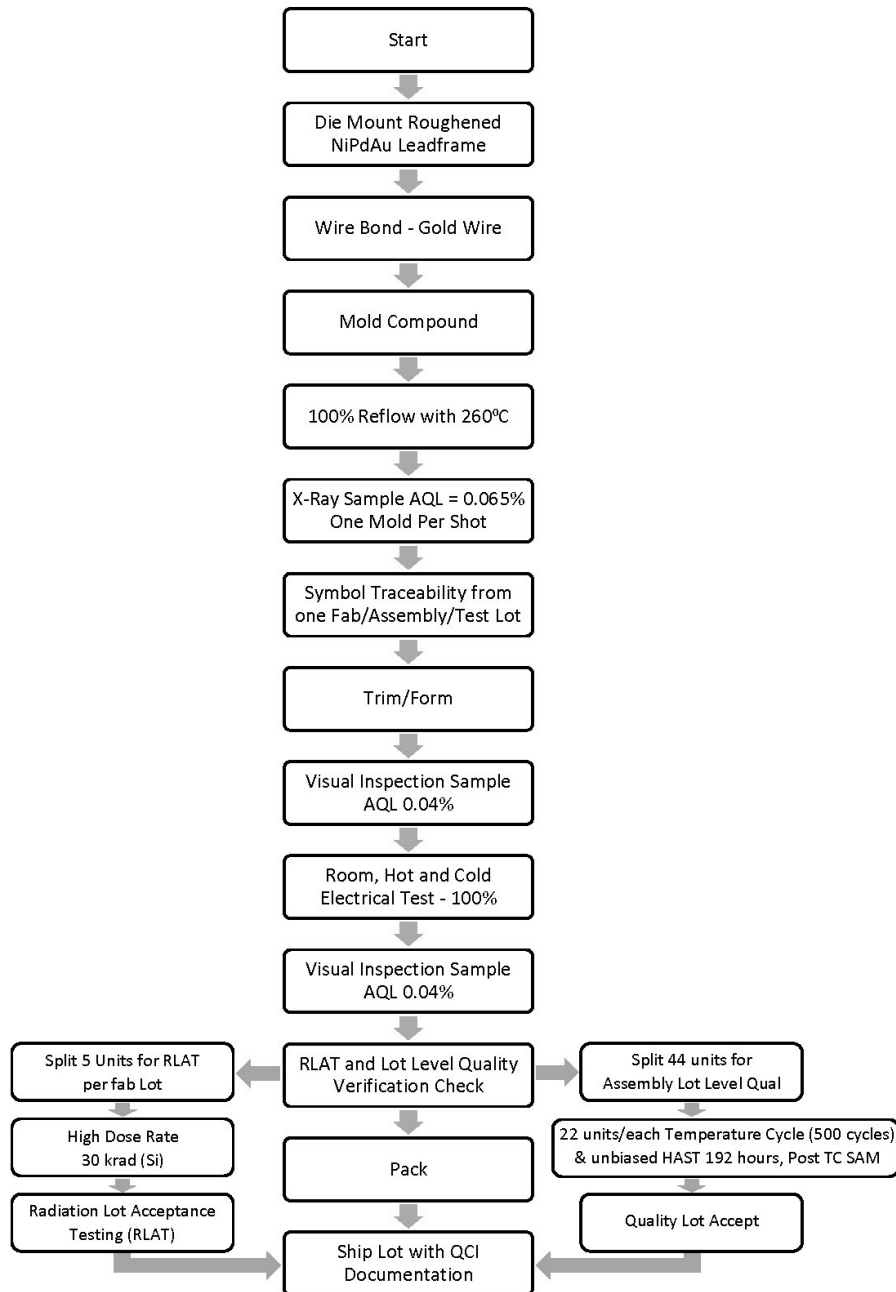 Start
Die Mount Roughened
NiPdAu Leadframe
Wire Bond - Gold Wire
Mold Compound
100% Reflow with 260⁰C
X-Ray Sample AQL = 0.065%
One Mold Per Shot
Symbol Traceability from
one Fab/Assembly/Test Lot
Trim/Form
Visual Inspection Sample
AQL 0.04%
Room, Hot and Cold
Electrical Test - 100%
Visual Inspection Sample
AQL 0.04%
RLAT and Lot Level Quality
Verification Check
Split 5 Units for RLAT
per fab Lot
High Dose Rate
30 krad (Si)
Radiation Lot Acceptance
Testing (RLAT)
Split 44 units for
Assembly Lot Level Qual
22 units/each Temperature Cycle (500 cycles)
& unbiased HAST 192 hours, Post TC SAM
Quality Lot Accept
Pack
Ship Lot with QCI
Documentation